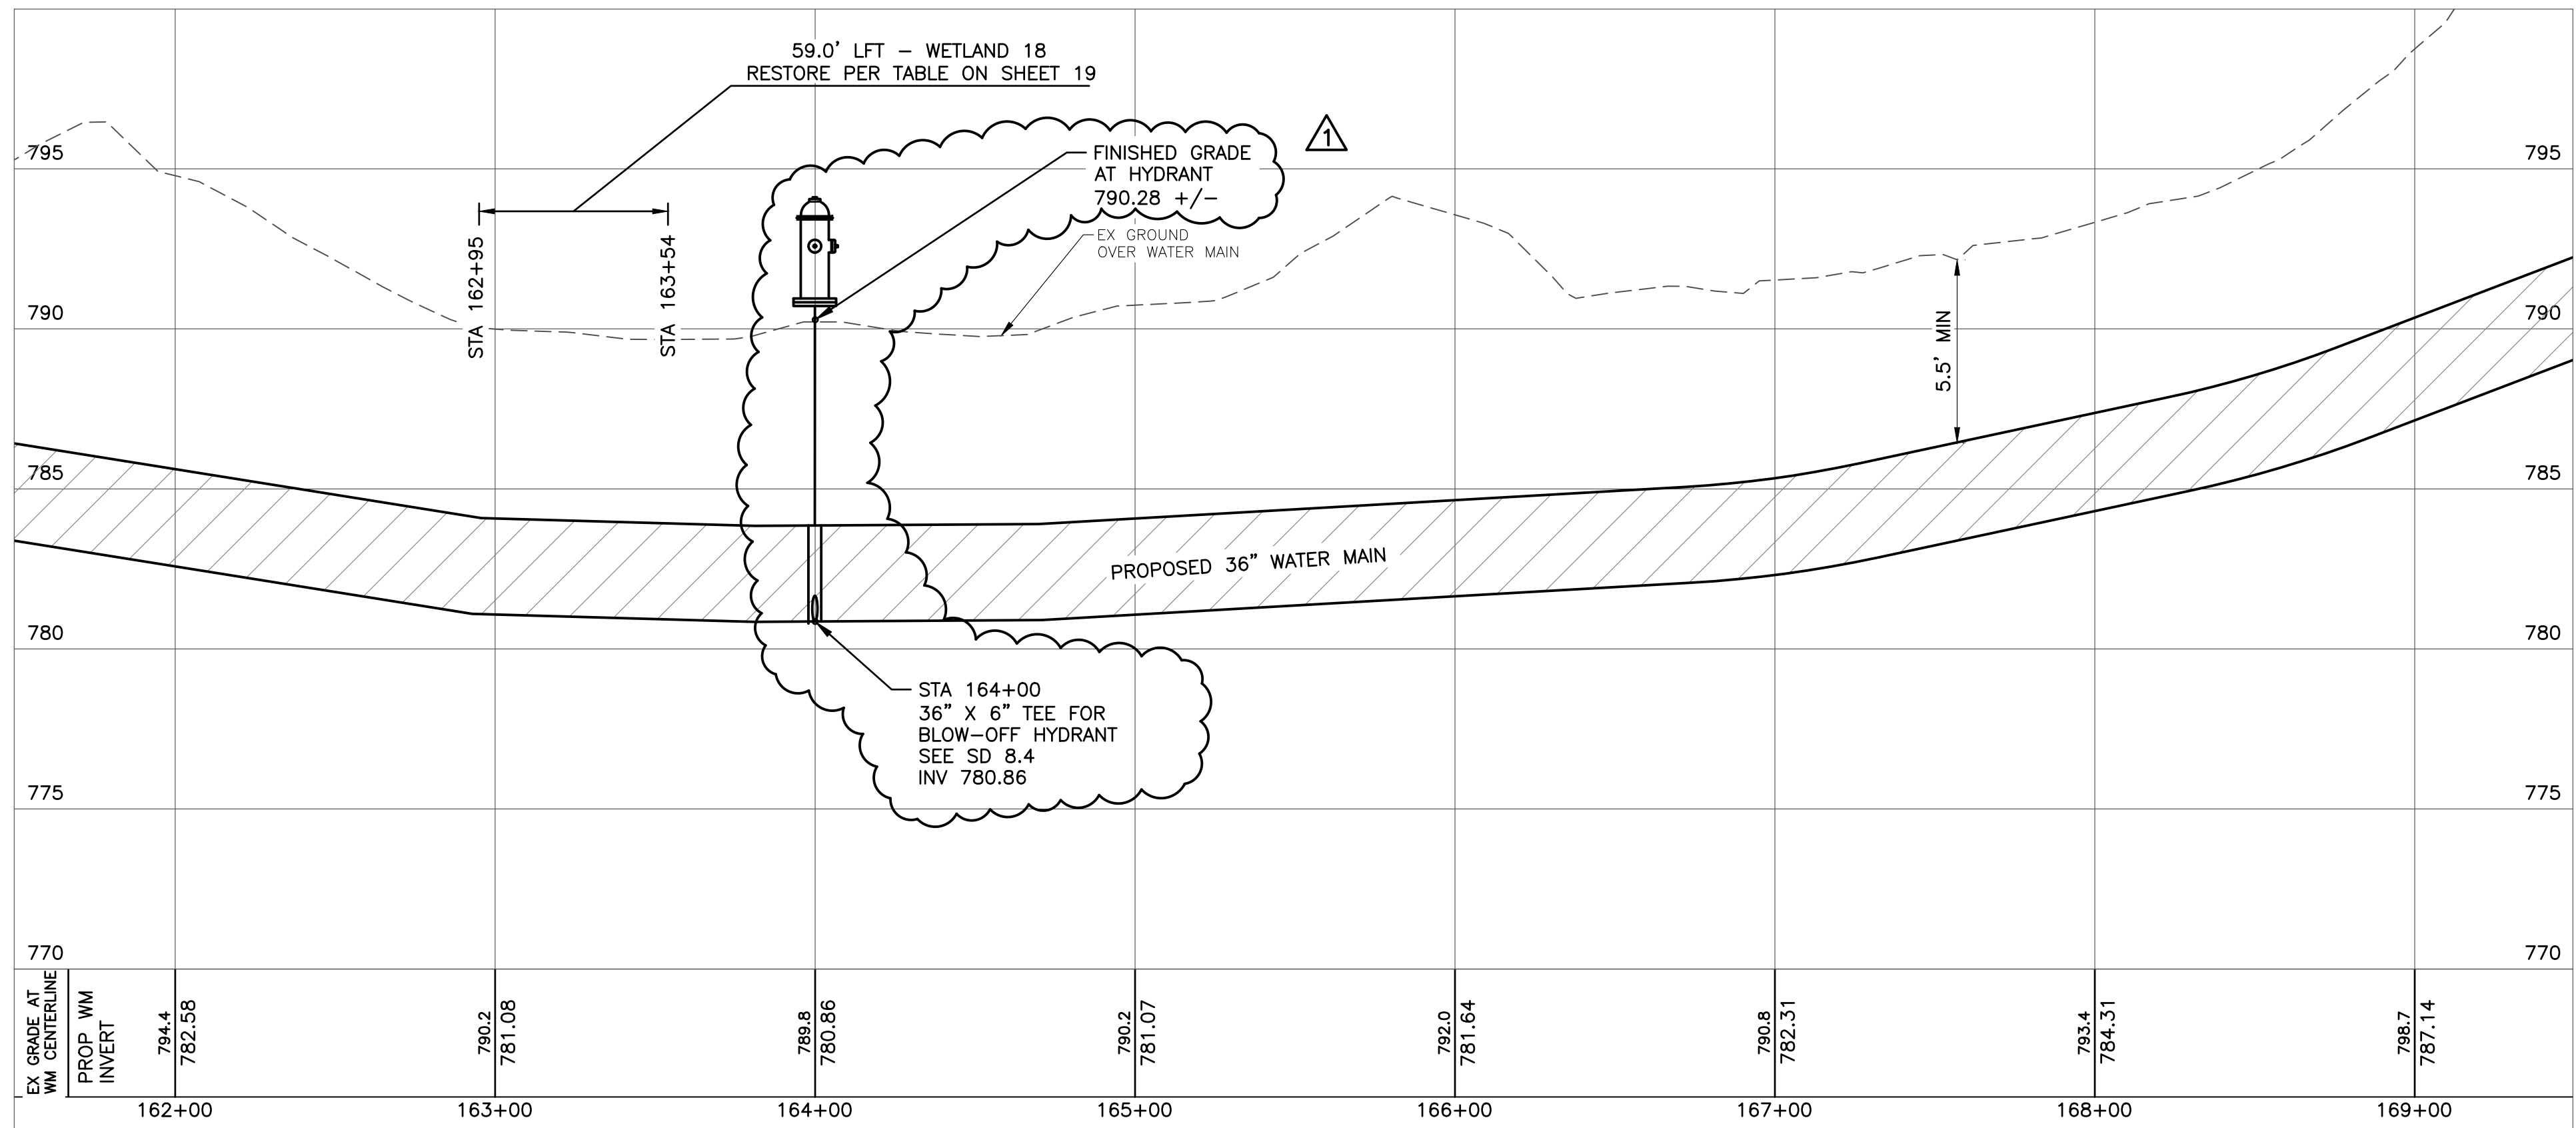 59.0' LFT – WETLAND 18
RESTORE PER TABLE ON SHEET 19
1
FINISHED GRADE
AT HYDRANT
790.28 +/-
EX GROUND
OVER WATER MAIN
STA 162+95
STA 163+54
795
795
790
790
5.5' MIN
785
785
PROPOSED 36" WATER MAIN
780
780
STA 164+00
36" X 6" TEE FOR
BLOW-OFF HYDRANT
SEE SD 8.4
INV 780.86
775
775
770
770
EX GRADE AT
WM CENTERLINE
PROP WM
INVERT
794.4
782.58
790.2
781.08
789.8
780.86
790.2
781.07
792.0
781.64
790.8
782.31
793.4
784.31
798.7
787.14
162+00
163+00
164+00
165+00
166+00
167+00
168+00
169+00